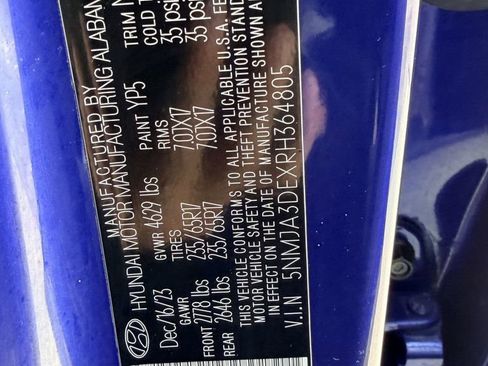 MANUFACTURED BY
HYUNDAI MOTOR MANUFACTURING ALABAMA
Dec/16/23 GVWR 4629 lbs PAINT YP5 TRIM
GAWR TIRES RIMS COLD
FRONT 2778 lbs 235/65R17 7.0JX17 35 psi
REAR 2646 lbs 235/65R17 7.0JX17 35 psi
THIS VEHICLE CONFORMS TO ALL APPLICABLE U.S.A. FE
MOTOR VEHICLE SAFETY AND THEFT PREVENTION STANDA
IN EFFECT ON THE DATE OF MANUFACTURE SHOWN A
V.I.N 5NMJA3DEXRH364805